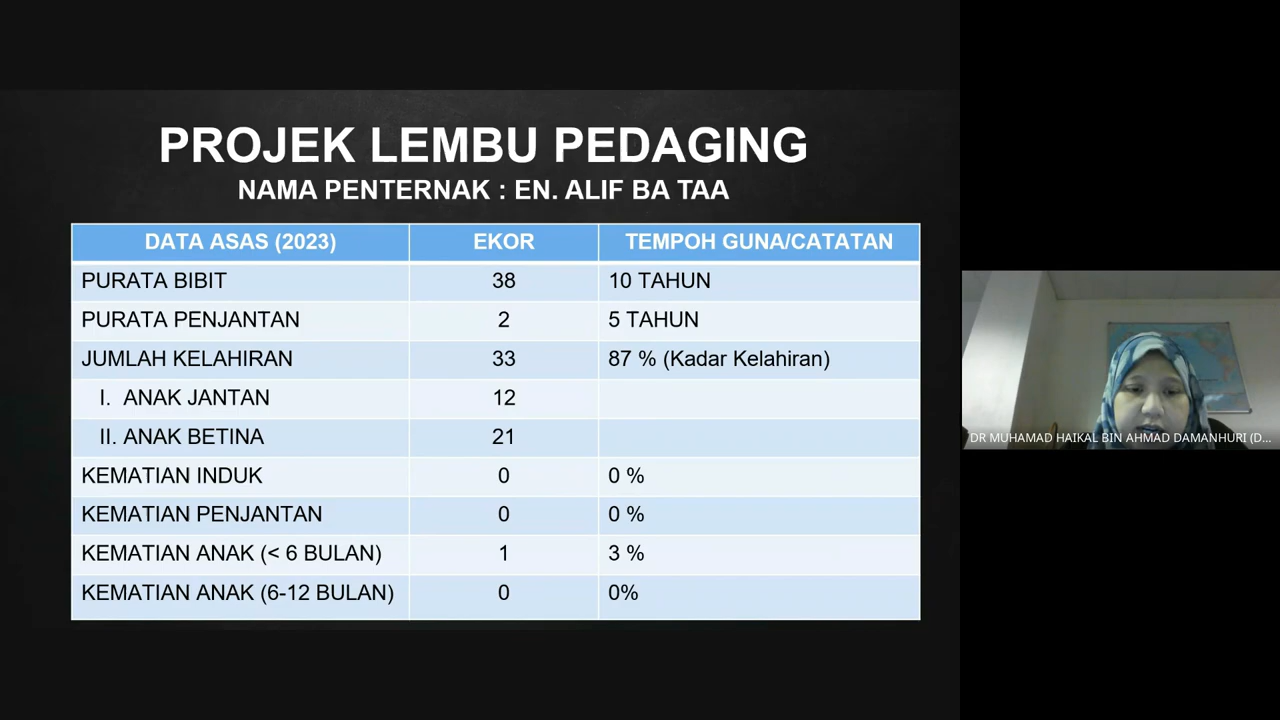 PROJEK LEMBU PEDAGING
NAMA PENTERNAK : EN. ALIF BA TAA
DATA ASAS (2023) EKOR TEMPOH GUNA/CATATAN
PURATA BIBIT 38 10 TAHUN
PURATA PENJANTAN 2 5 TAHUN
JUMLAH KELAHIRAN 33 87 % (Kadar Kelahiran)
I. ANAK JANTAN 12
II. ANAK BETINA 21
KEMATIAN INDUK 0 0 %
KEMATIAN PENJANTAN 0 0 %
KEMATIAN ANAK (< 6 BULAN) 1 3 %
KEMATIAN ANAK (6-12 BULAN) 0 0%
DR MUHAMAD HAIKAL BIN AHMAD DAMANHURI (D...